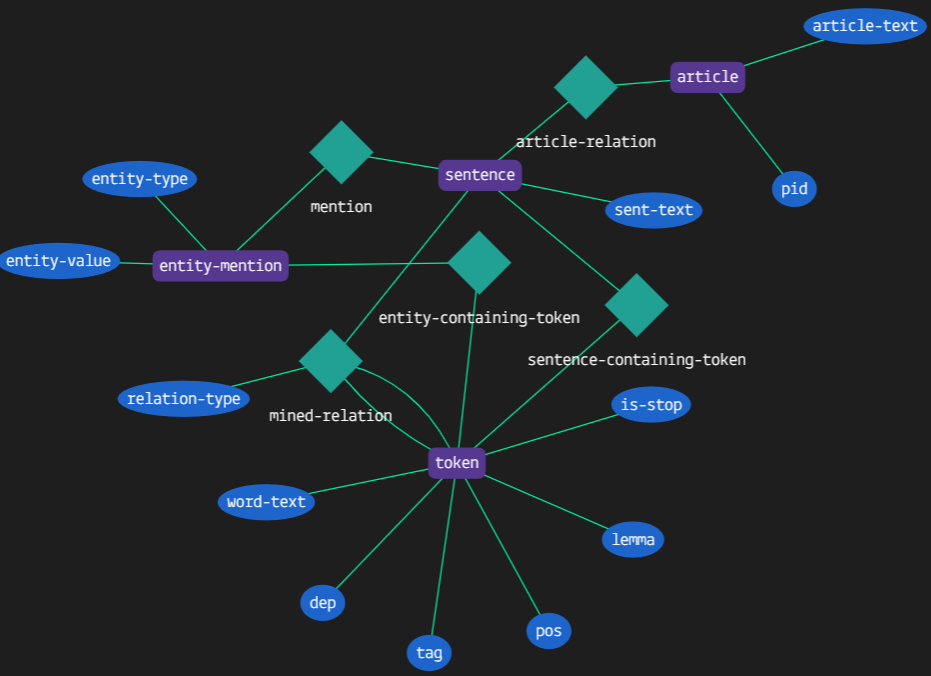 article-text
article
article-relation
sentence
entity-type
pid
mention
sent-text
entity-value
entity-mention
entity-containing-token
sentence-containing-token
relation-type
is-stop
mined-relation
token
word-text
lemma
dep
pos
tag